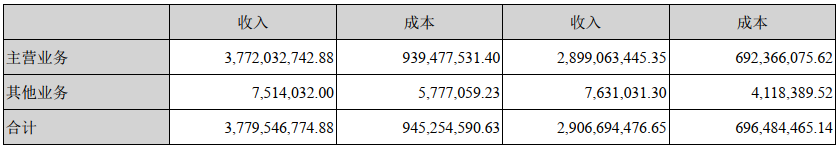 收入 成本 收入 成本
主营业务 3,772,032,742.88 939,477,531.40 2,899,063,445.35 692,366,075.62
其他业务 7,514,032.00 5,777,059.23 7,631,031.30 4,118,389.52
合计 3,779,546,774.88 945,254,590.63 2,906,694,476.65 696,484,465.14